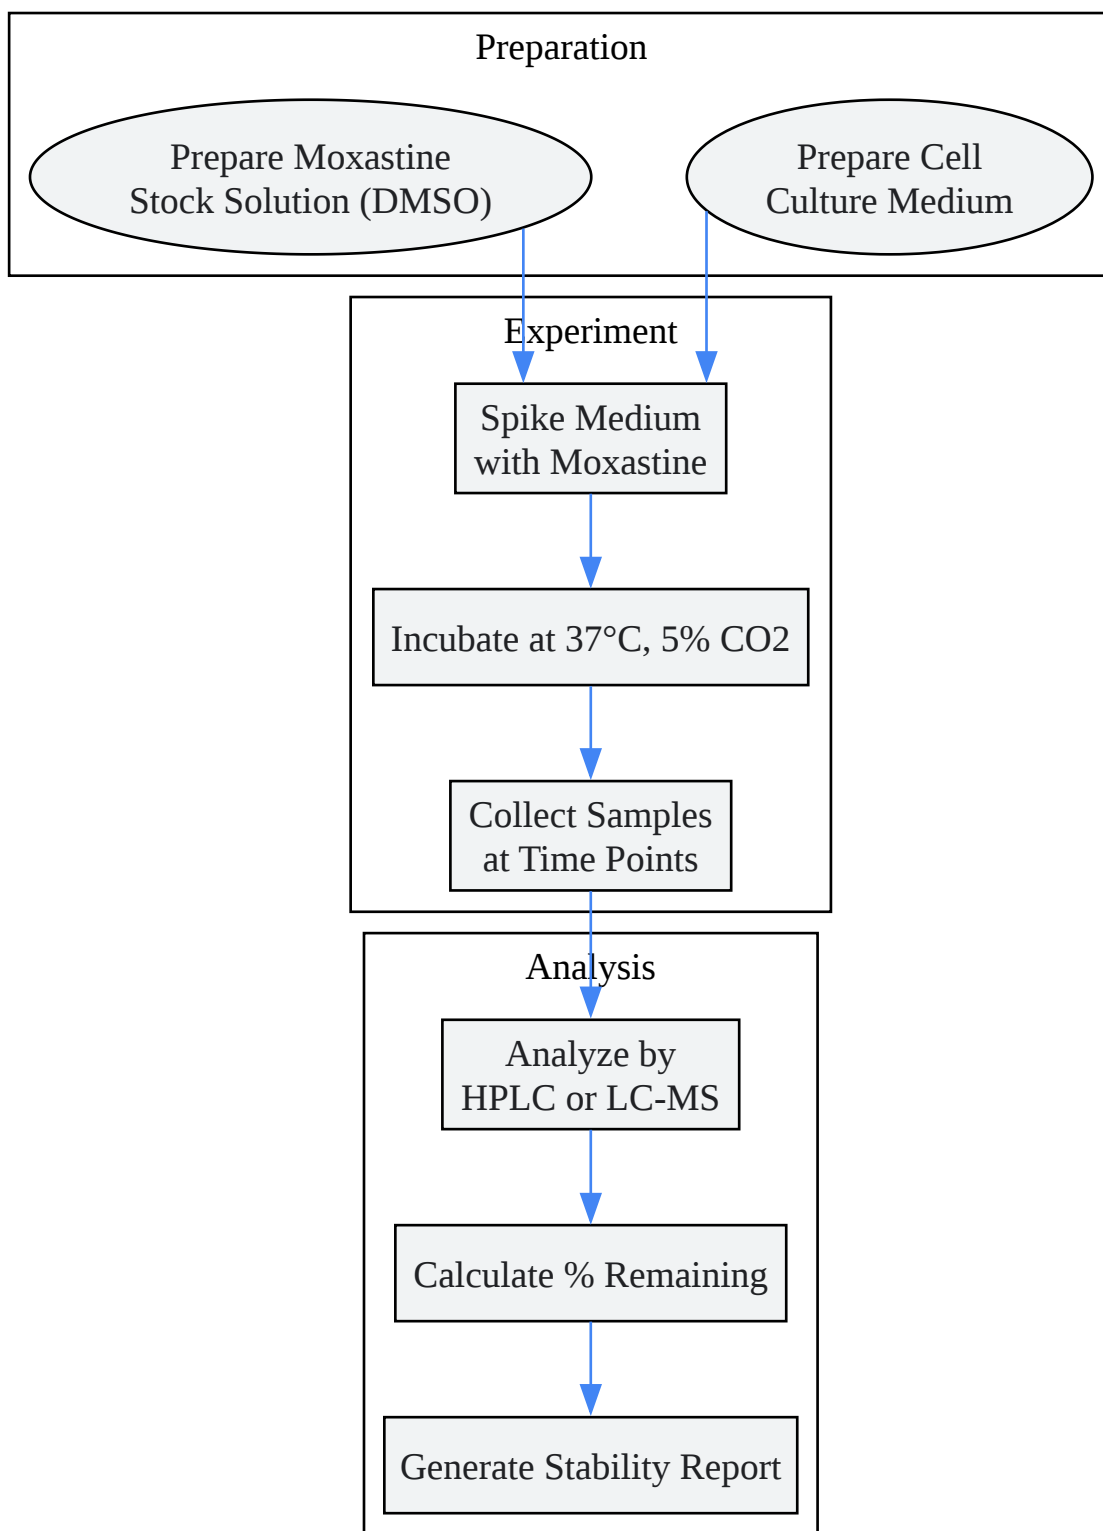 Preparation
Prepare Moxastine
Stock Solution (DMSO)
Prepare Cell
Culture Medium
Experiment
Spike Medium
with Moxastine
Incubate at 37°C, 5% CO2
Collect Samples
at Time Points
Analysis
Analyze by
HPLC or LC-MS
Calculate % Remaining
Generate Stability Report